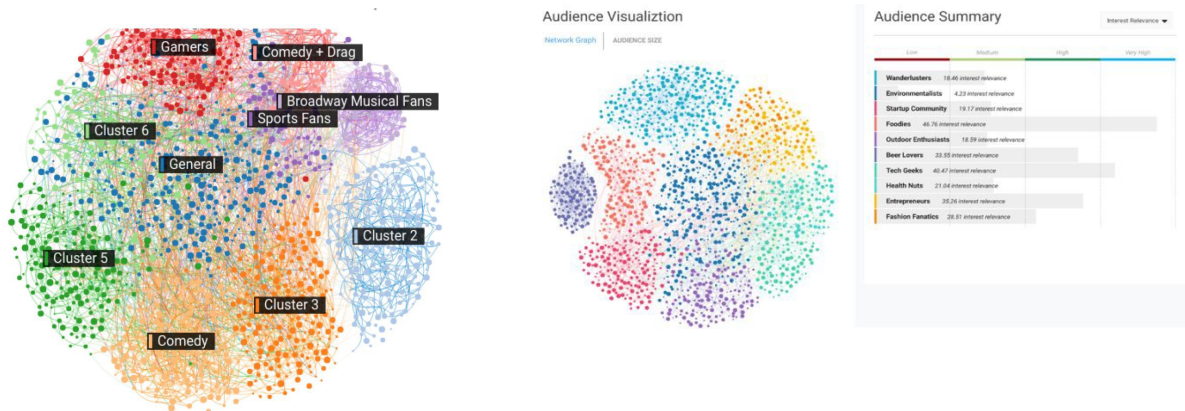 Gamers
Comedy + Drag
Broadway Musical Fans
Sports Fans
Cluster 6
General
Cluster 2
Cluster 5
Cluster 3
Comedy
Audience Visualiztion
Network Graph AUDIENCE SIZE
Audience Summary
Interest Relevance
Low Medium High Very High
Wanderlusters 18.46 interest relevance
Environmentalists 4.23 interest relevance
Startup Community 19.17 interest relevance
Foodies 46.76 interest relevance
Outdoor Enthusiasts 18.59 interest relevance
Beer Lovers 33.55 interest relevance
Tech Geeks 40.47 interest relevance
Health Nuts 21.04 interest relevance
Entrepreneurs 35.26 interest relevance
Fashion Fanatics 28.51 interest relevance